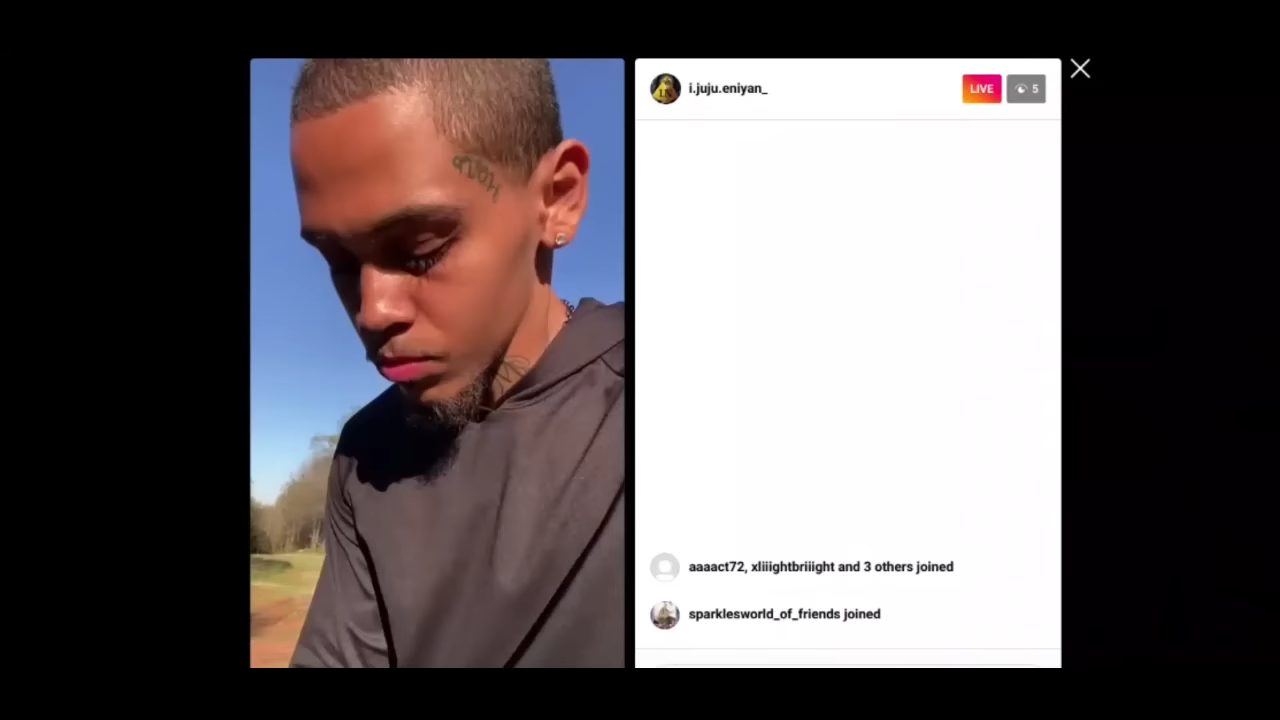 i.juju.eniyan_
LIVE
5
aaaact72, xliiightbriiight and 3 others joined
sparklesworld_of_friends joined